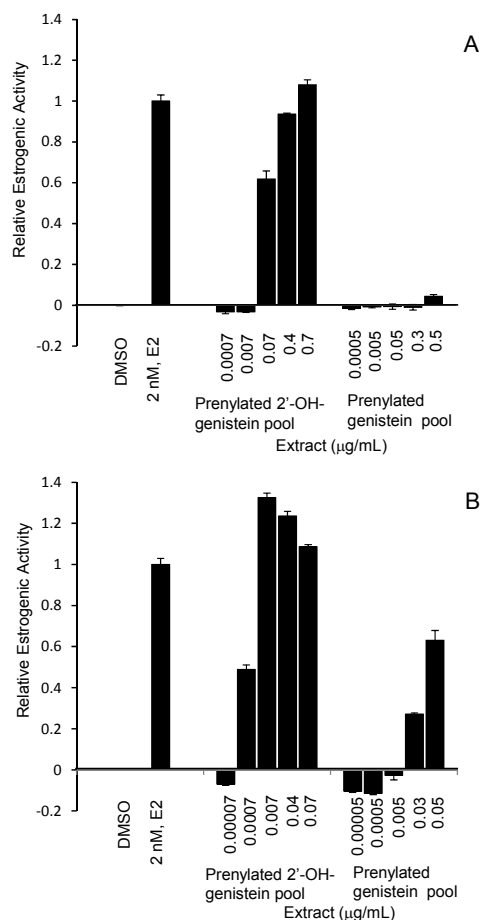 A
Relative Estrogenic Activity
1.4
1.2
1
0.8
0.6
0.4
0.2
0
-0.2
DMSO
2 nM, E2
0.0007
0.007
0.07
0.4
0.7
0.0005
0.005
0.05
0.3
0.5
Prenylated 2'-OH-
genistein pool
Prenylated
genistein pool
Extract (µg/mL)
B
Relative Estrogenic Activity
1.4
1.2
1
0.8
0.6
0.4
0.2
0
-0.2
DMSO
2 nM, E2
0.00007
0.0007
0.007
0.04
0.07
0.00005
0.0005
0.005
0.03
0.05
Prenylated 2'-OH-
genistein pool
Prenylated
genistein pool
Extract (µg/mL)